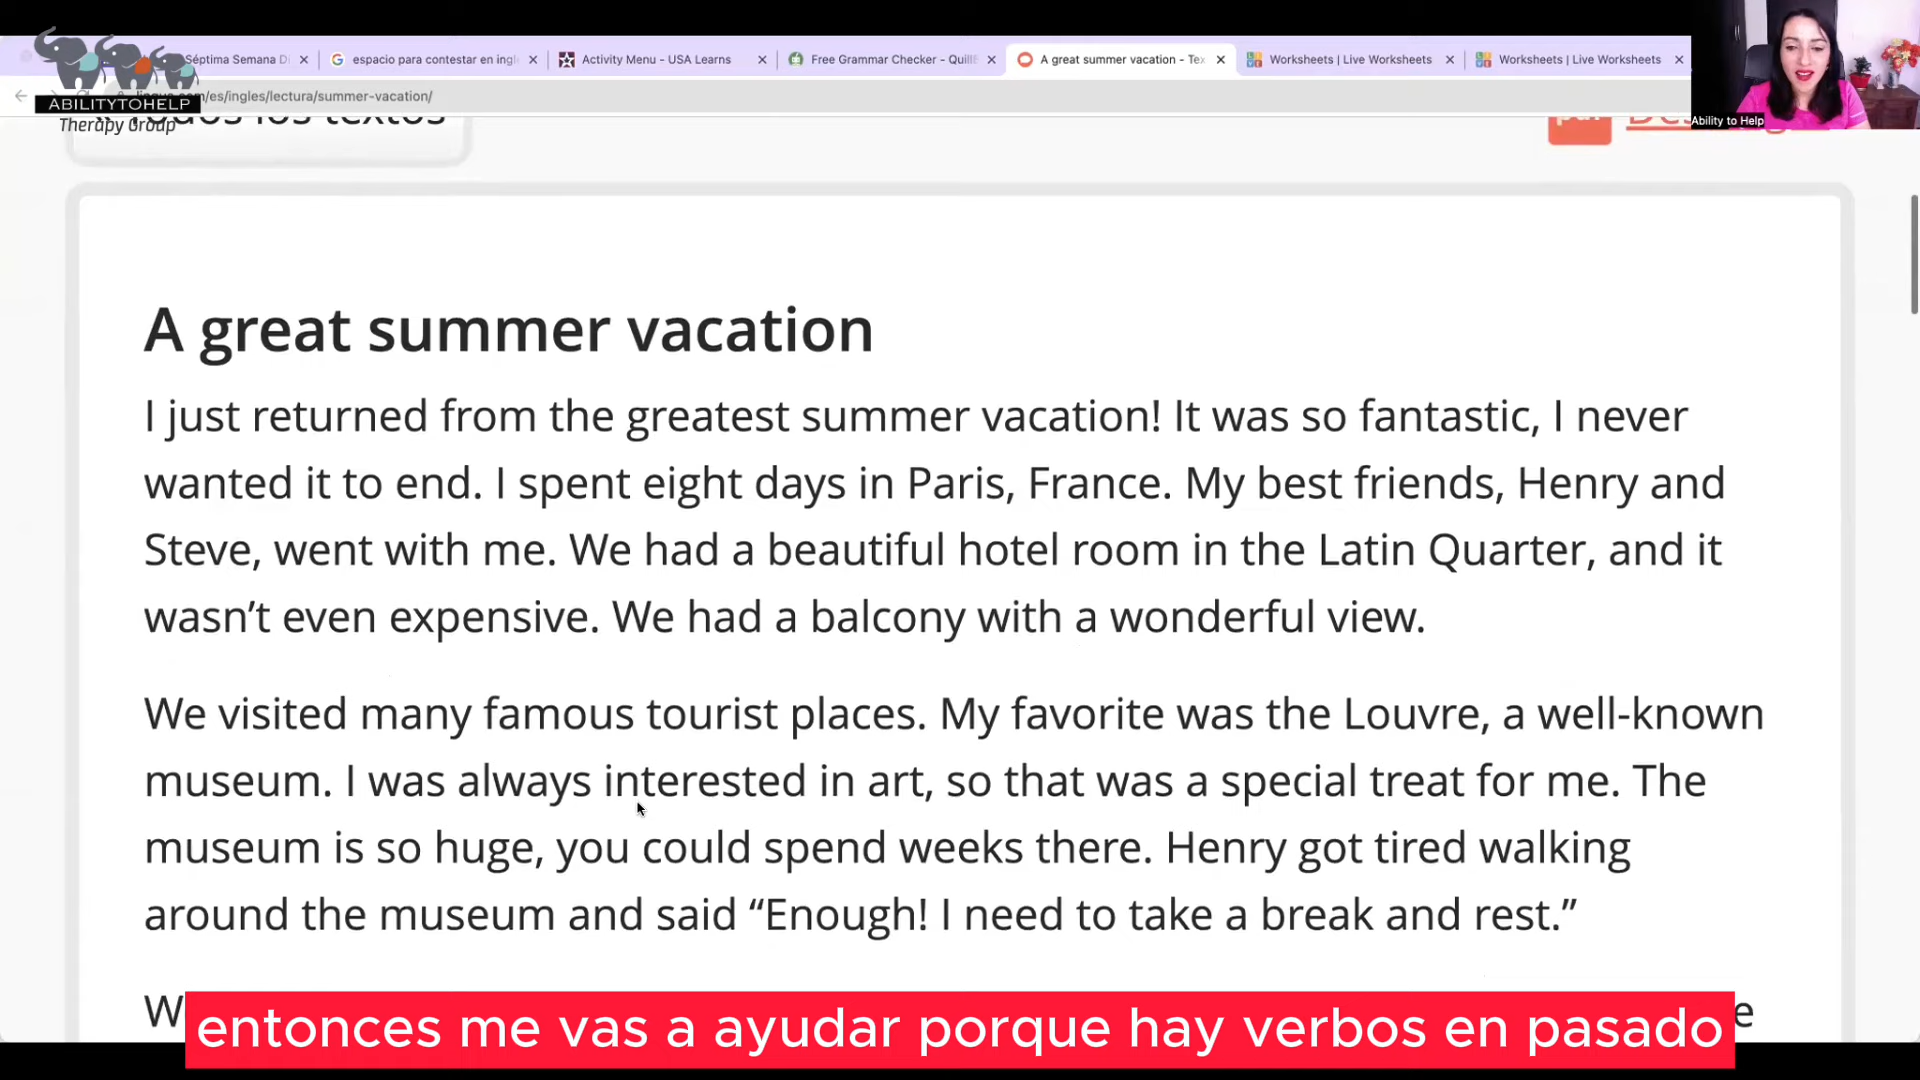 Séptima Semana Di
espacio para contestar en ingl
Activity Menu - USA Learns
Free Grammar Checker - QuillB
A great summer vacation - Tex
Worksheets | Live Worksheets
Worksheets | Live Worksheets
ABILITYTOHELP
Therapy Group
/es/ingles/lectura/summer-vacation/
Ability to Help
Todos los textos
A great summer vacation
I just returned from the greatest summer vacation! It was so fantastic, I never
wanted it to end. I spent eight days in Paris, France. My best friends, Henry and
Steve, went with me. We had a beautiful hotel room in the Latin Quarter, and it
wasn’t even expensive. We had a balcony with a wonderful view.
We visited many famous tourist places. My favorite was the Louvre, a well-known
museum. I was always interested in art, so that was a special treat for me. The
museum is so huge, you could spend weeks there. Henry got tired walking
around the museum and said “Enough! I need to take a break and rest.”
entonces me vas a ayudar porque hay verbos en pasado